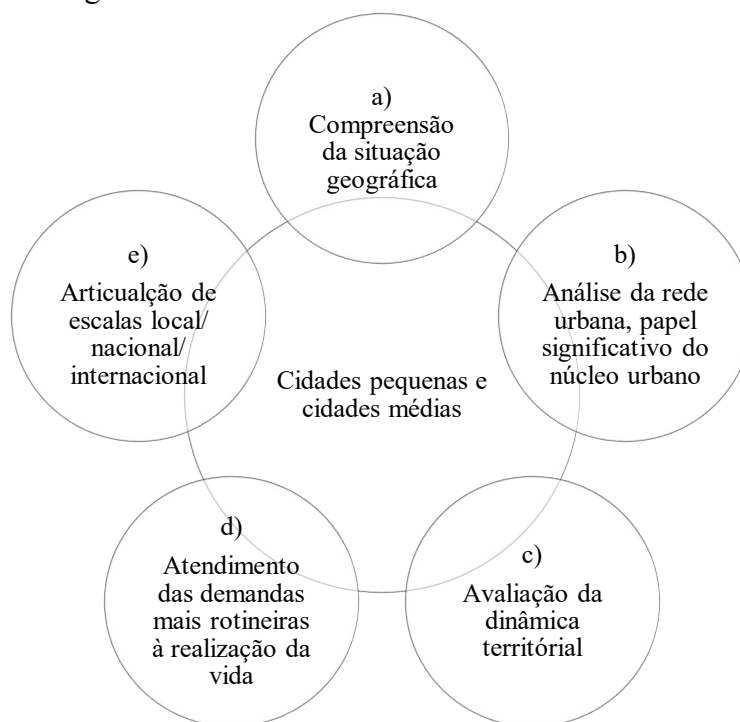 a)
Compreensão
da situação
geográfica
b)
Análise da rede
urbana, papel
significativo do
núcleo urbano
c)
Avaliação da
dinâmica
territórial
d)
Atendimento
das demandas
mais rotineiras
à realização da
vida
e)
Articualção de
escalas local/
nacional/
internacional
Cidades pequenas e
cidades médias